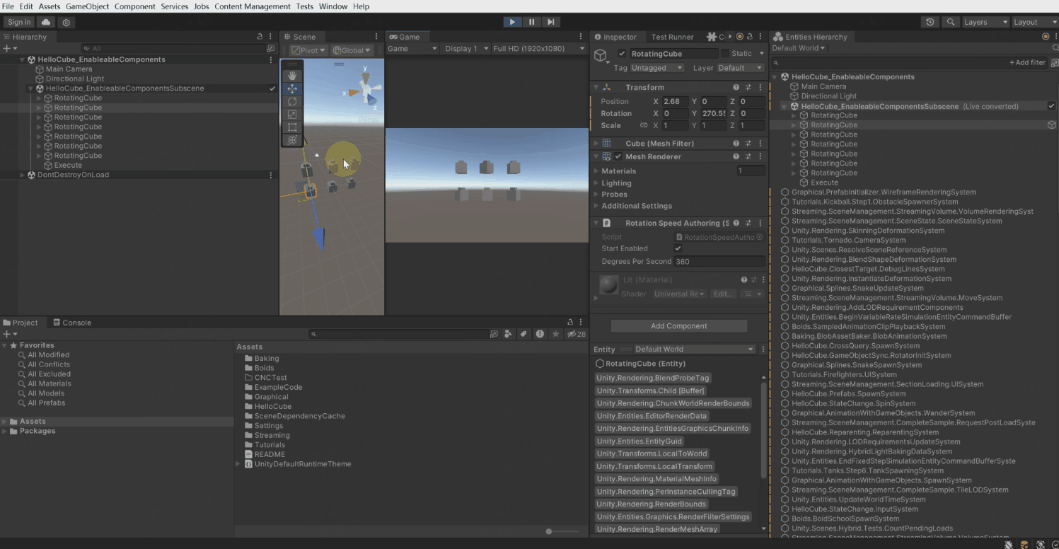 File Edit Assets GameObject Component Services Jobs Content Management Tests Window Help
Sign in
Layers Layout
Hierarchy
All
HelloCube_EnableableComponents
Main Camera
Directional Light
HelloCube_EnableableComponentsSubscene
RotatingCube
RotatingCube
RotatingCube
RotatingCube
RotatingCube
RotatingCube
RotatingCube
Execute
DontDestroyOnLoad
Scene
Pivot Global
y
Game
Game Display 1 Full HD (1920x1080)
Inspector Test Runner
RotatingCube Static
Tag Untagged Layer Default
Transform
Position X 2.68 Y 0 Z 0
Rotation X 0 Y 270.55 Z 0
Scale X 1 Y 1 Z 1
Cube (Mesh Filter)
Mesh Renderer
Materials 1
Lighting
Probes
Additional Settings
Rotation Speed Authoring (S
Script RotationSpeedAutho
Start Enabled
Degrees Per Second 360
Lit (Material)
Shader Universal Re Edit...
Add Component
Entity Default World
RotatingCube (Entity)
Unity.Rendering.BlendProbeTag
Unity.Transforms.Child [Buffer]
Unity.Rendering.ChunkWorldRenderBounds
Unity.Entities.EditorRenderData
Unity.Rendering.EntitiesGraphicsChunkInfo
Unity.Entities.EntityGuid
Unity.Transforms.LocalToWorld
Unity.Transforms.LocalTransform
Unity.Rendering.MaterialMeshInfo
Unity.Rendering.PerInstanceCullingTag
Unity.Rendering.RenderBounds
Unity.Entities.Graphics.RenderFilterSettings
Unity.Rendering.RenderMeshArray
Entities Hierarchy
Default World
+ Add filter
HelloCube_EnableableComponents
Main Camera
Directional Light
HelloCube_EnableableComponentsSubscene (Live converted)
RotatingCube
RotatingCube
RotatingCube
RotatingCube
RotatingCube
RotatingCube
RotatingCube
Execute
Graphical.PrefabInitializer.WireframeRenderingSystem
Tutorials.Kickball.Step1.ObstacleSpawnerSystem
Streaming.SceneManagement.StreamingVolume.VolumeRenderingSyst
Streaming.SceneManagement.SceneState.SceneStateSystem
Unity.Rendering.SkinningDeformationSystem
Tutorials.Tornado.CameraSystem
Unity.Scenes.ResolveSceneReferenceSystem
Unity.Rendering.BlendShapeDeformationSystem
HelloCube.ClosestTarget.DebugLinesSystem
Unity.Rendering.InstantiateDeformationSystem
Graphical.Splines.SnakeUpdateSystem
Streaming.SceneManagement.StreamingVolume.MoveSystem
Unity.Rendering.AddLODRequirementComponents
Unity.Entities.BeginVariableRateSimulationEntityCommandBuffer
Boids.SampledAnimationClipPlaybackSystem
Baking.BlobAssetBaker.BlobAnimationSystem
HelloCube.CrossQuery.SpawnSystem
HelloCube.GameObjectSync.RotatorInitSystem
Graphical.Splines.SnakeSpawnSystem
Tutorials.Firefighters.UISystem
Streaming.SceneManagement.SectionLoading.UISystem
HelloCube.Prefabs.SpawnSystem
HelloCube.StateChange.SpinSystem
Graphical.AnimationWithGameObjects.WanderSystem
Streaming.SceneManagement.CompleteSample.RequestPostLoadSyste
HelloCube.Reparenting.ReparentingSystem
Unity.Rendering.LODRequirementsUpdateSystem
Unity.Rendering.HybridLightBakingDataSystem
Unity.Entities.EndFixedStepSimulationEntityCommandBufferSyste
Tutorials.Tanks.Step6.TankSpawningSystem
Graphical.AnimationWithGameObjects.SpawnSystem
Streaming.SceneManagement.CompleteSample.TileLODSystem
Unity.Entities.UpdateWorldTimeSystem
HelloCube.StateChange.InputSystem
Boids.BoidSchoolSpawnSystem
Unity.Scenes.Hybrid.Tests.CountPendingLoads
Project Console
28
Favorites
All Modified
All Conflicts
All Excluded
All Materials
All Models
All Prefabs
Assets
Packages
Assets
Baking
Boids
CNCTest
ExampleCode
Graphical
HelloCube
SceneDependencyCache
Settings
Streaming
Tutorials
README
UnityDefaultRuntimeTheme